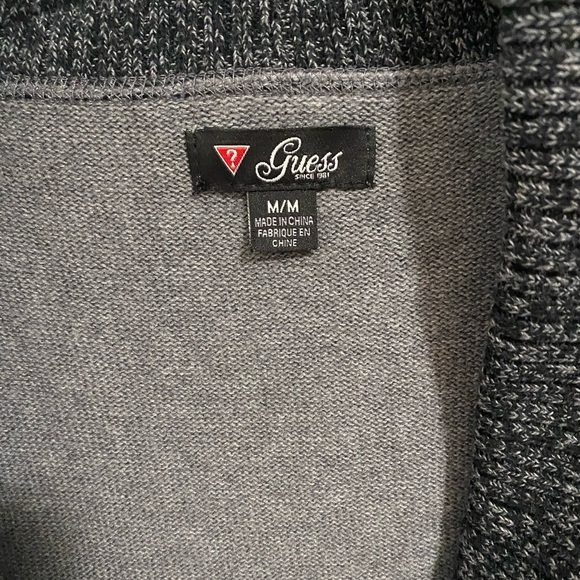 ? Guess
SINCE 1981
M/M
MADE IN CHINA
FABRIQUE EN
CHINE